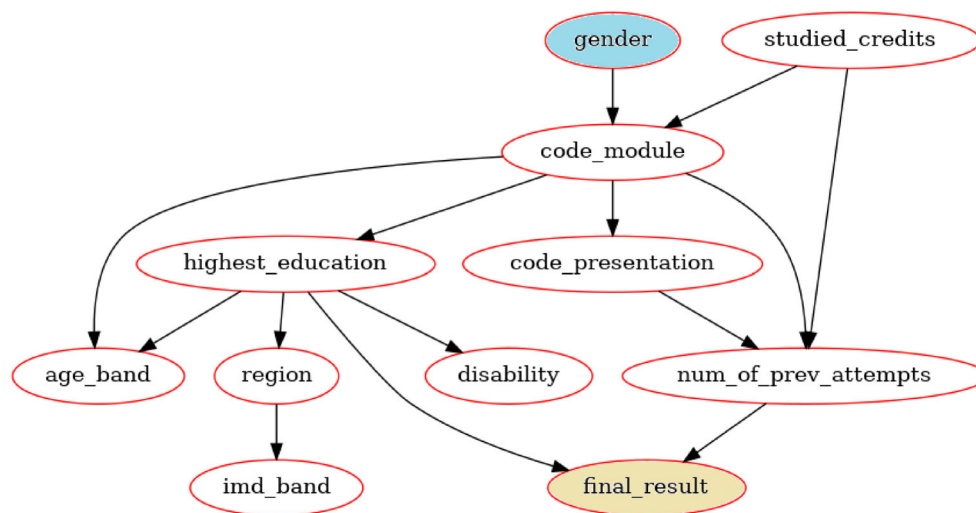 gender
studied_credits
code_module
highest_education
code_presentation
age_band
region
disability
num_of_prev_attempts
imd_band
final_result